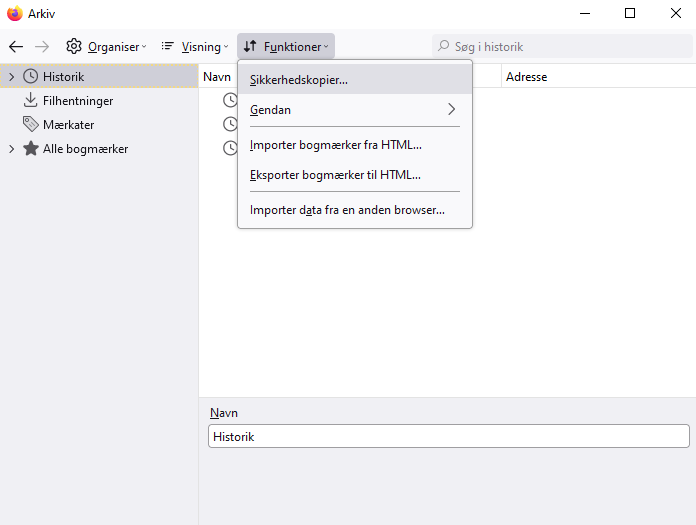 Arkiv
Organiser
Visning
Funktioner
Søg i historik
Historik
Filhentninger
Mærkater
Alle bogmærker
Navn
Adresse
Sikkerhedskopier...
Gendan
Importer bogmærker fra HTML...
Eksporter bogmærker til HTML...
Importer data fra en anden browser...
Navn
Historik